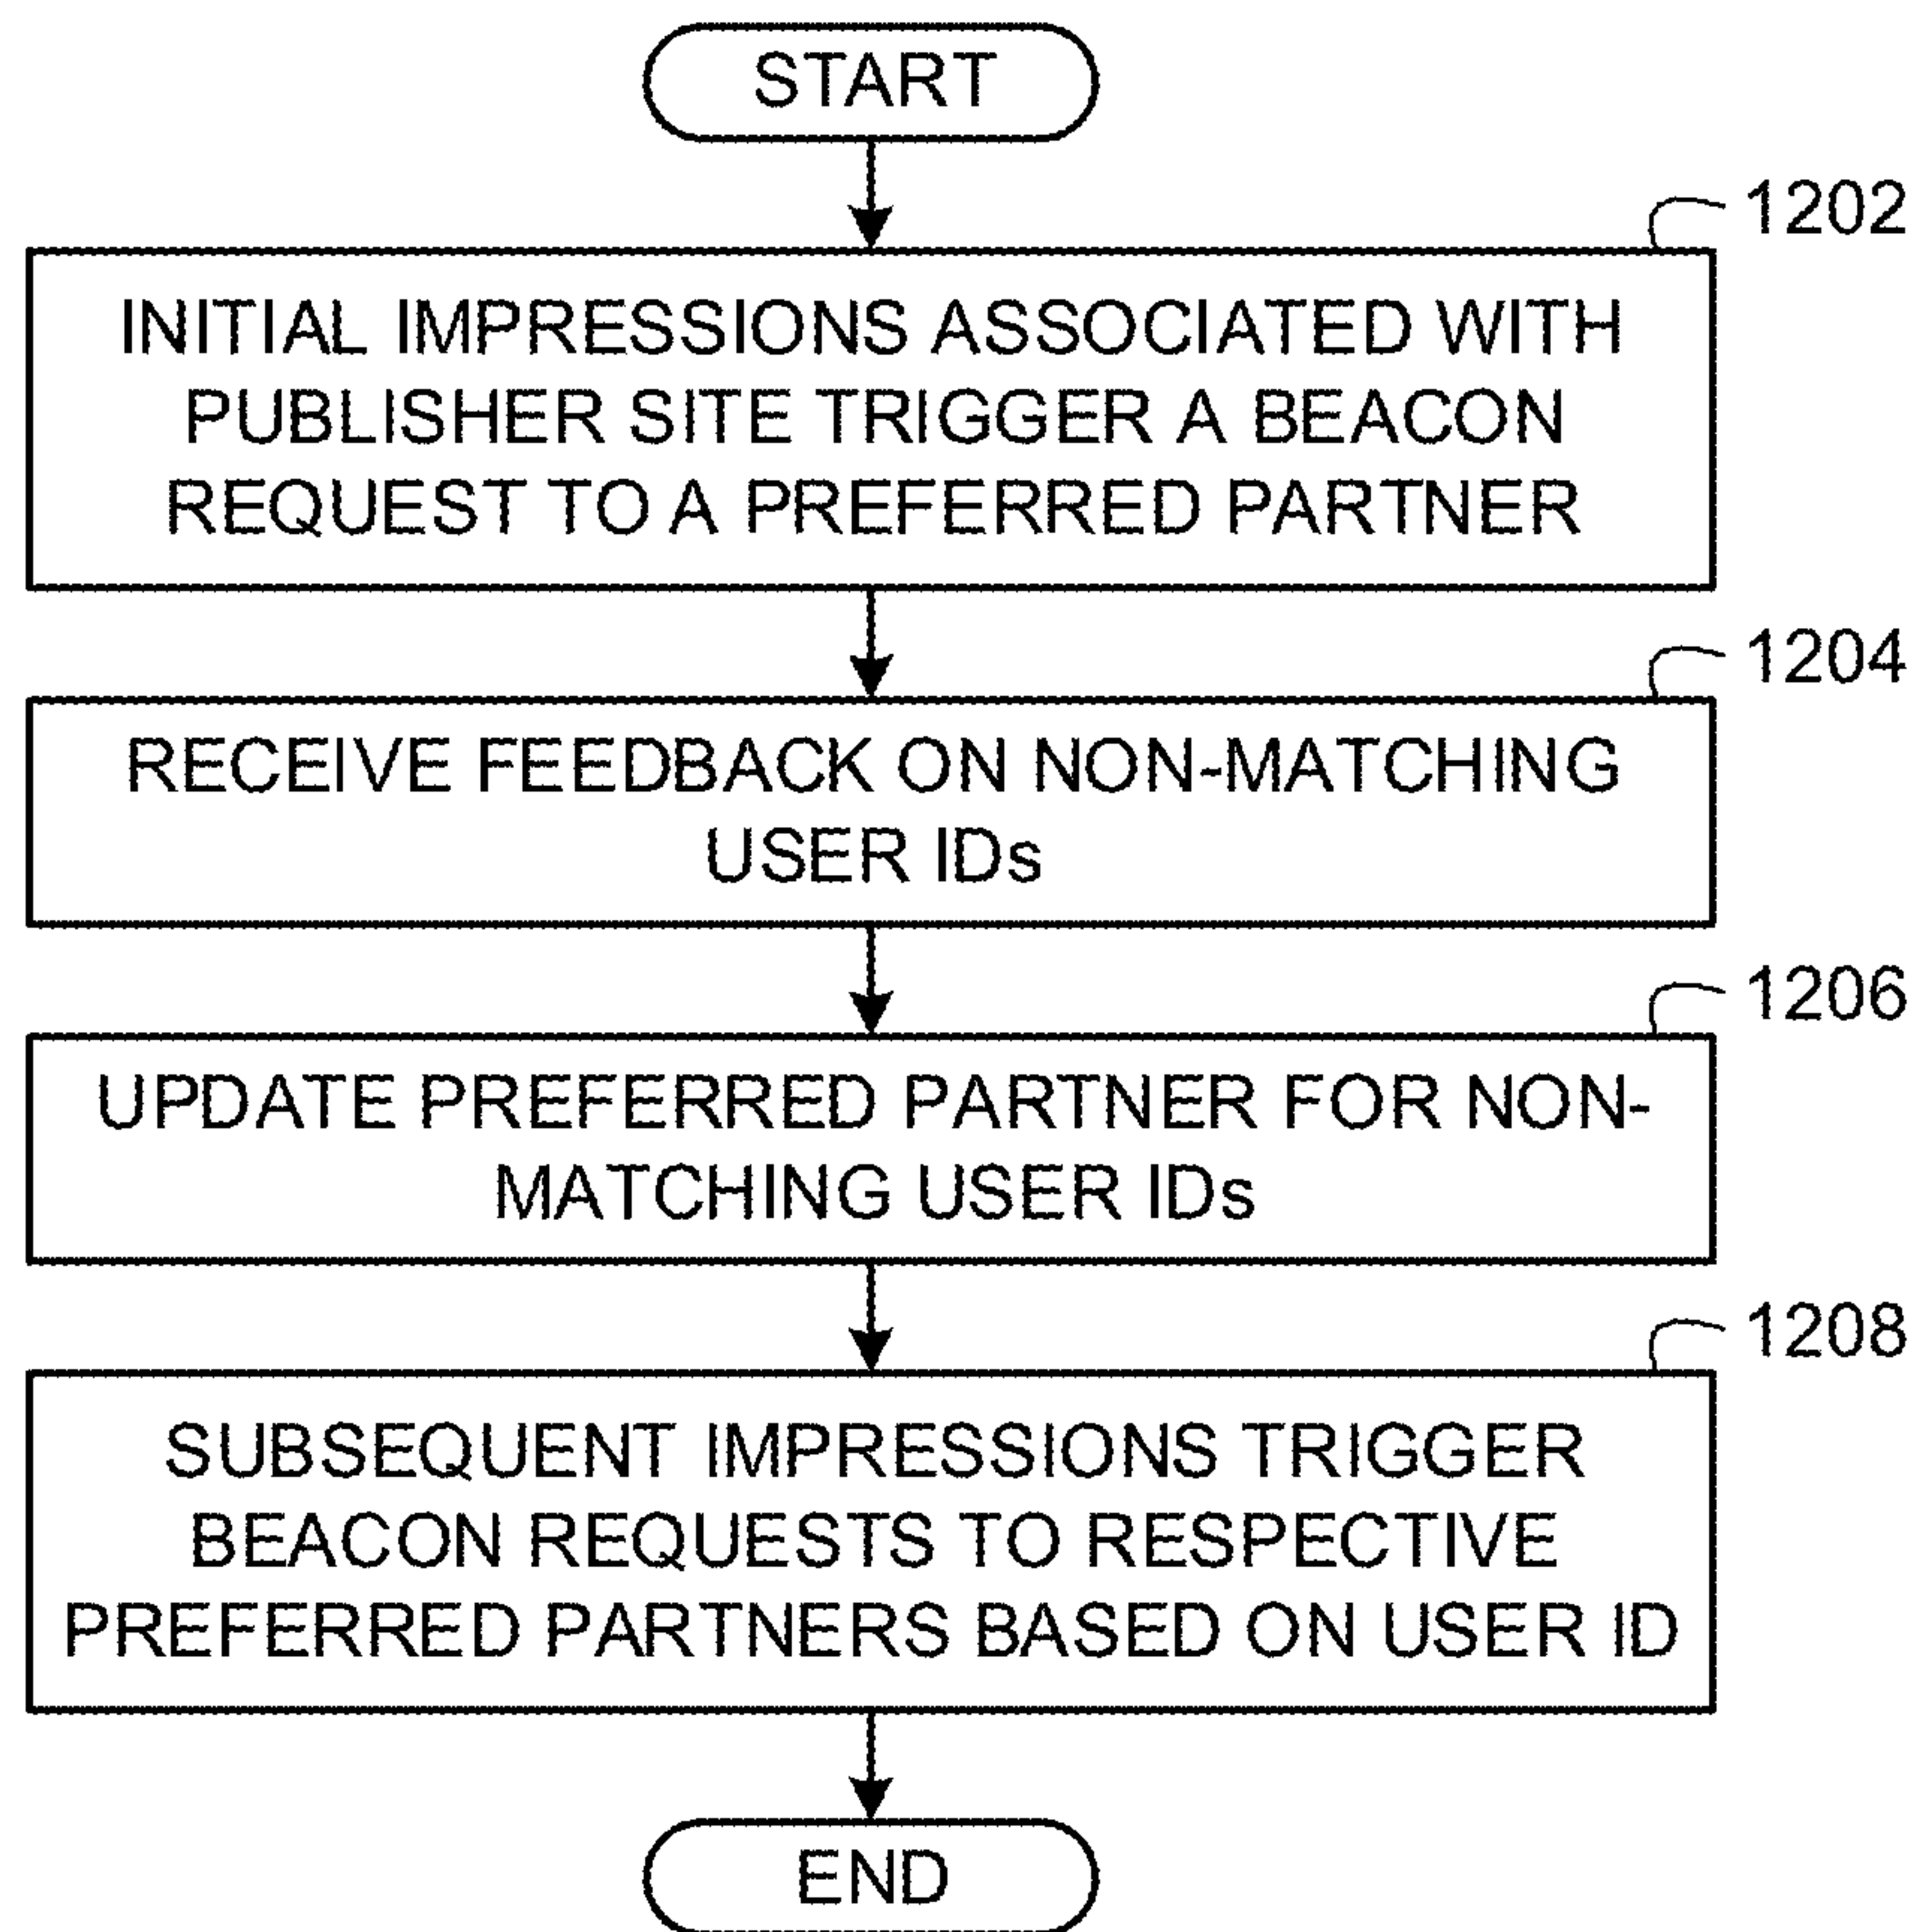 START
1202
INITIAL IMPRESSIONS ASSOCIATED WITH
PUBLISHER SITE TRIGGER A BEACON
REQUEST TO A PREFERRED PARTNER
1204
RECEIVE FEEDBACK ON NON-MATCHING
USER IDs
1206
UPDATE PREFERRED PARTNER FOR NON-
MATCHING USER IDs
1208
SUBSEQUENT IMPRESSIONS TRIGGER
BEACON REQUESTS TO RESPECTIVE
PREFERRED PARTNERS BASED ON USER ID
END